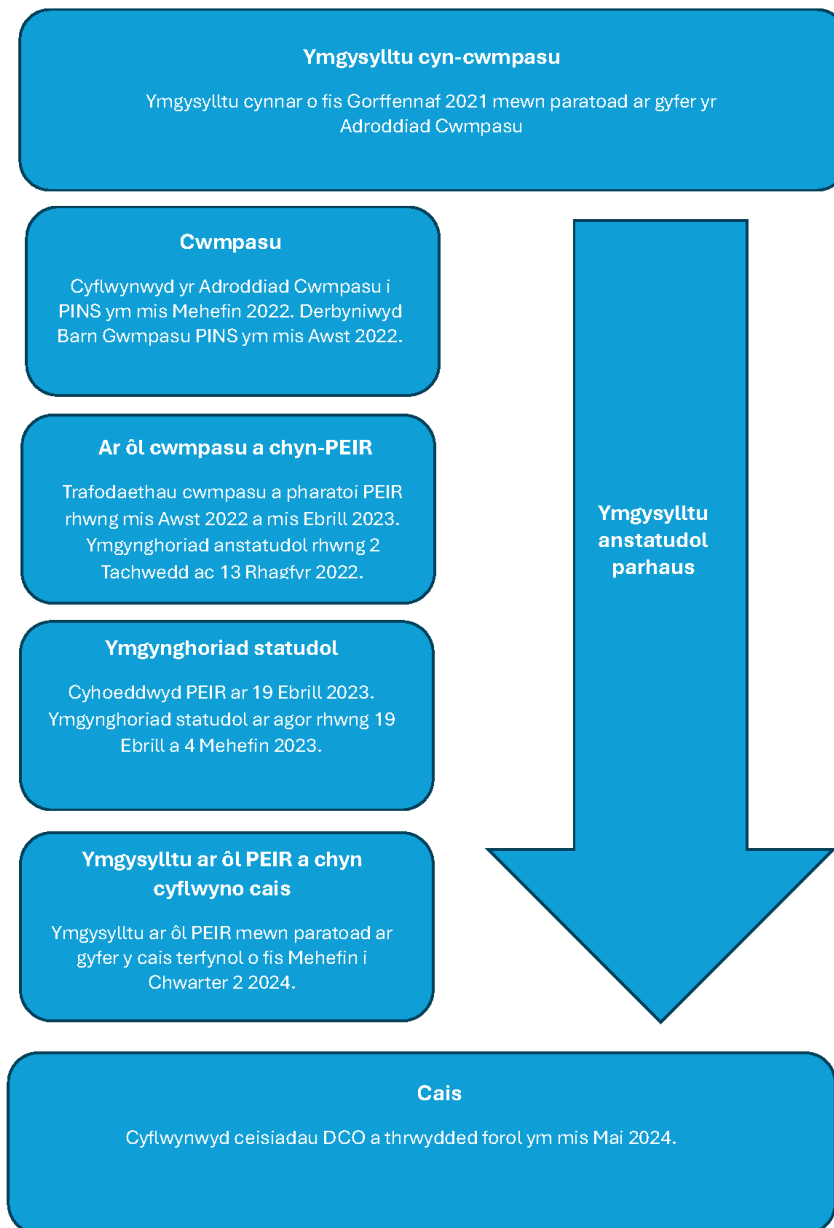 Ymgysylltu cyn-cwmpasu
Ymgysylltu cynnar o fis Gorffennaf 2021 mewn paratoad ar gyfer yr
Adroddiad Cwmpasu
Cwmpasu
Cyflwynwyd yr Adroddiad Cwmpasu i
PINS ym mis Mehefin 2022. Derbyniwyd
Barn Gwmpasu PINS ym mis Awst 2022.
Ar ôl cwmpasu a chyn-PEIR
Trafodaethau cwmpasu a pharatoi PEIR
rhwng mis Awst 2022 a mis Ebrill 2023.
Ymgynghoriad anstatudol rhwng 2
Tachwedd ac 13 Rhagfyr 2022.
Ymgynghoriad statudol
Cyhoeddwyd PEIR ar 19 Ebrill 2023.
Ymgynghoriad statudol ar agor rhwng 19
Ebrill a 4 Mehefin 2023.
Ymgysylltu ar ôl PEIR a chyn
cyflwyno cais
Ymgysylltu ar ôl PEIR mewn paratoad ar
gyfer y cais terfynol o fis Mehefin i
Chwarter 2 2024.
Ymgysylltu
anstatudol
parhaus
Cais
Cyflwynwyd ceisiadau DCO a thrwydded forol ym mis Mai 2024.